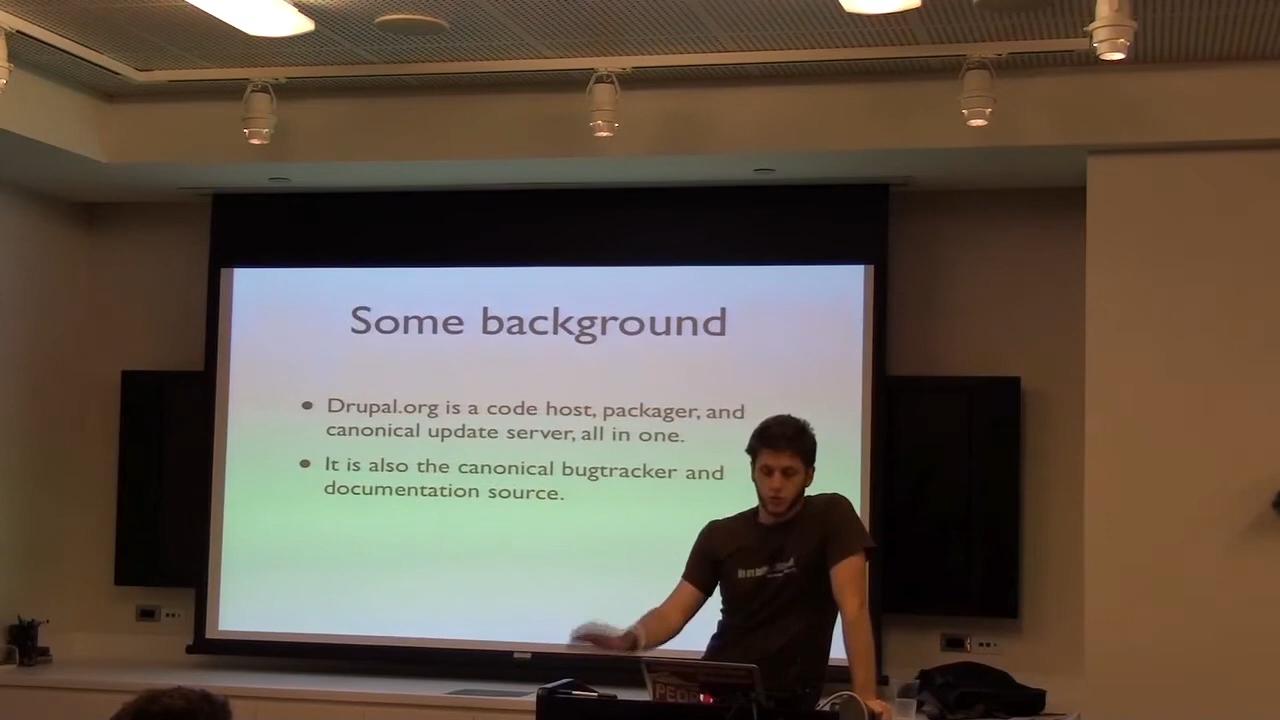 Some background
• Drupal.org is a code host, packager, and
canonical update server, all in one.
• It is also the canonical bugtracker and
documentation source.